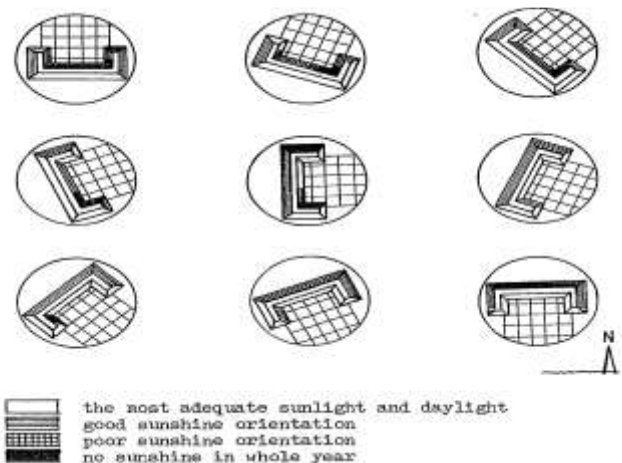 N
the most adequate sunlight and daylight
good sunshine orientation
poor sunshine orientation
no sunshine in whole year